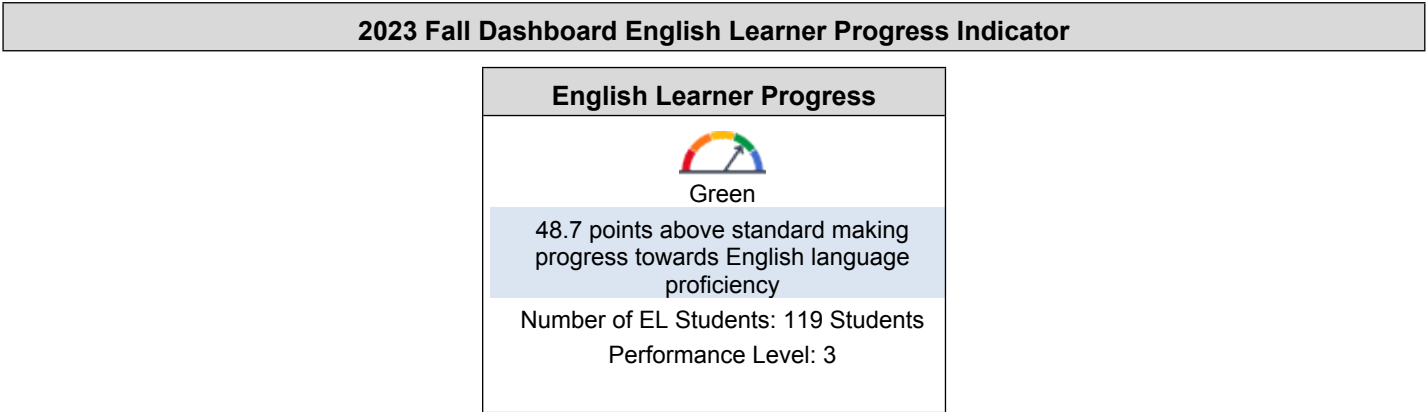 2023 Fall Dashboard English Learner Progress Indicator
English Learner Progress
Green
48.7 points above standard making
progress towards English language
proficiency
Number of EL Students: 119 Students
Performance Level: 3